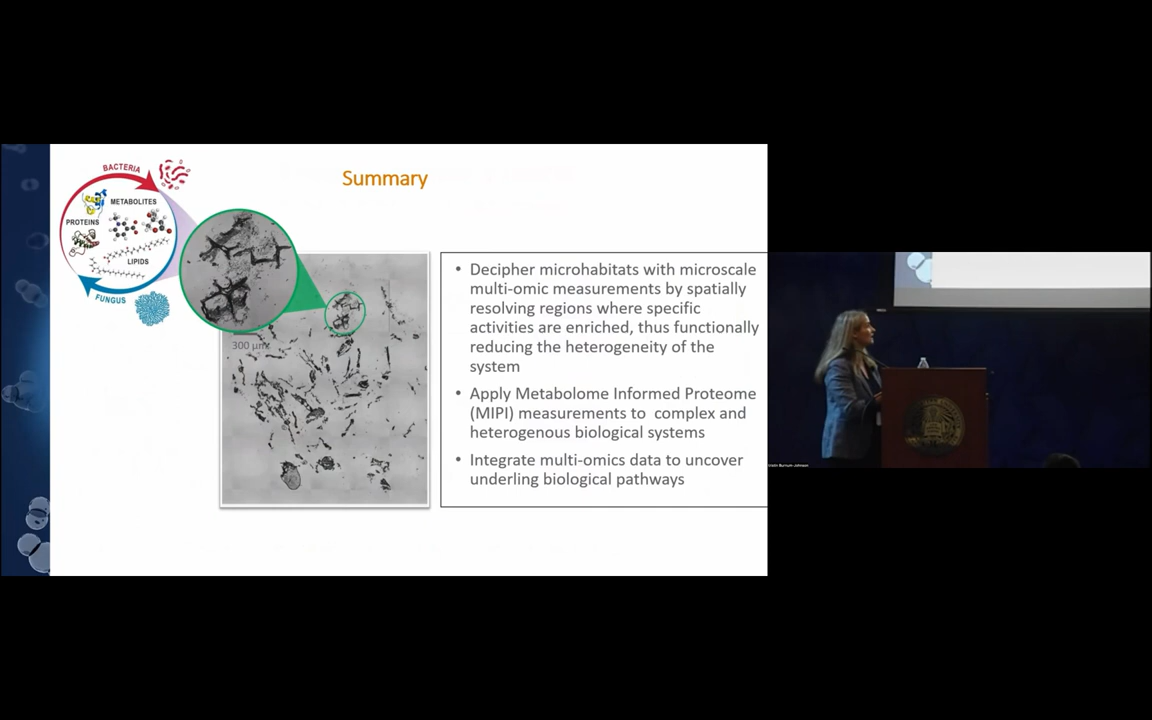 Summary
BACTERIA
METABOLITES
PROTEINS
LIPIDS
FUNGUS
300 µm
• Decipher microhabitats with microscale
multi-omic measurements by spatially
resolving regions where specific
activities are enriched, thus functionally
reducing the heterogeneity of the
system
• Apply Metabolome Informed Proteome
(MIPI) measurements to complex and
heterogenous biological systems
• Integrate multi-omics data to uncover
underling biological pathways
Burnum-Johnson